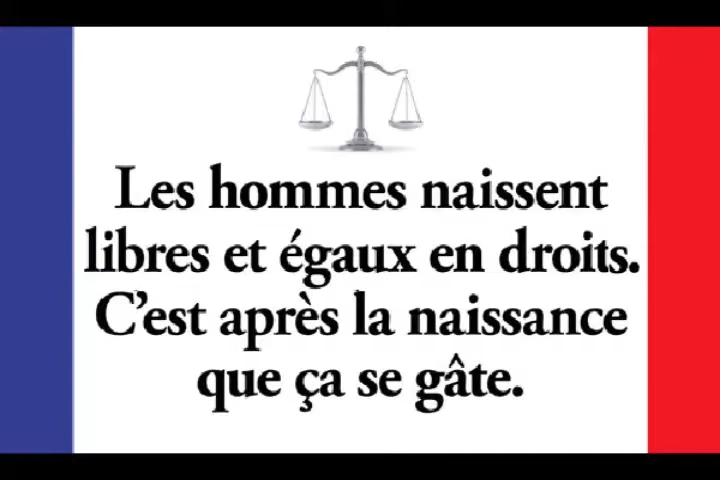 Les hommes naissent
libres et égaux en droits.
C’est après la naissance
que ça se gâte.